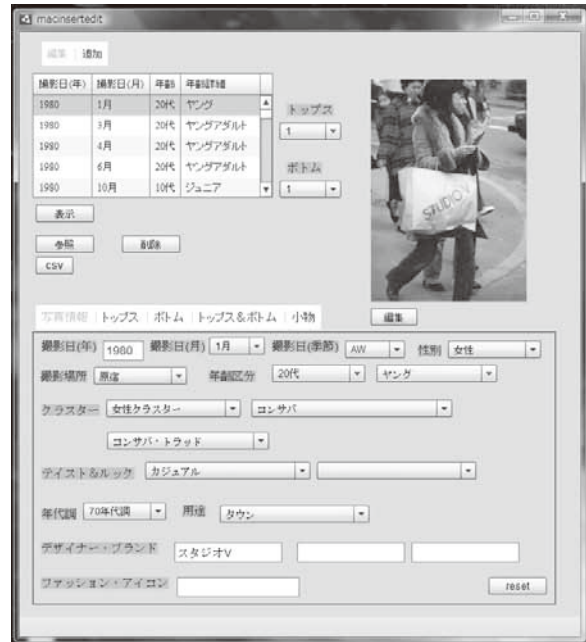 macinsertedit
編集 追加
撮影日(年) 撮影日(月) 年齢 年齢詳細
1980 1月 20代 ヤング
1980 3月 20代 ヤングアダルト
1980 4月 20代 ヤングアダルト
1980 6月 20代 ヤングアダルト
1980 10月 10代 ジュニア
トップス
1
ボトム
1
STUDIO V
表示
参照 削除
csv
編集
写真情報 トップス ボトム トップス&ボトム 小物
撮影日(年) 1980 撮影日(月) 1月 撮影日(季節) AW 性別 女性
撮影場所 原宿 年齢区分 20代 ヤング
クラスター 女性クラスター コンサバ
コンサバ・トラッド
テイスト&ルック カジュアル
年代調 70年代調 用途 タウン
デザイナー・ブランド スタジオV
ファッション・アイコン
reset